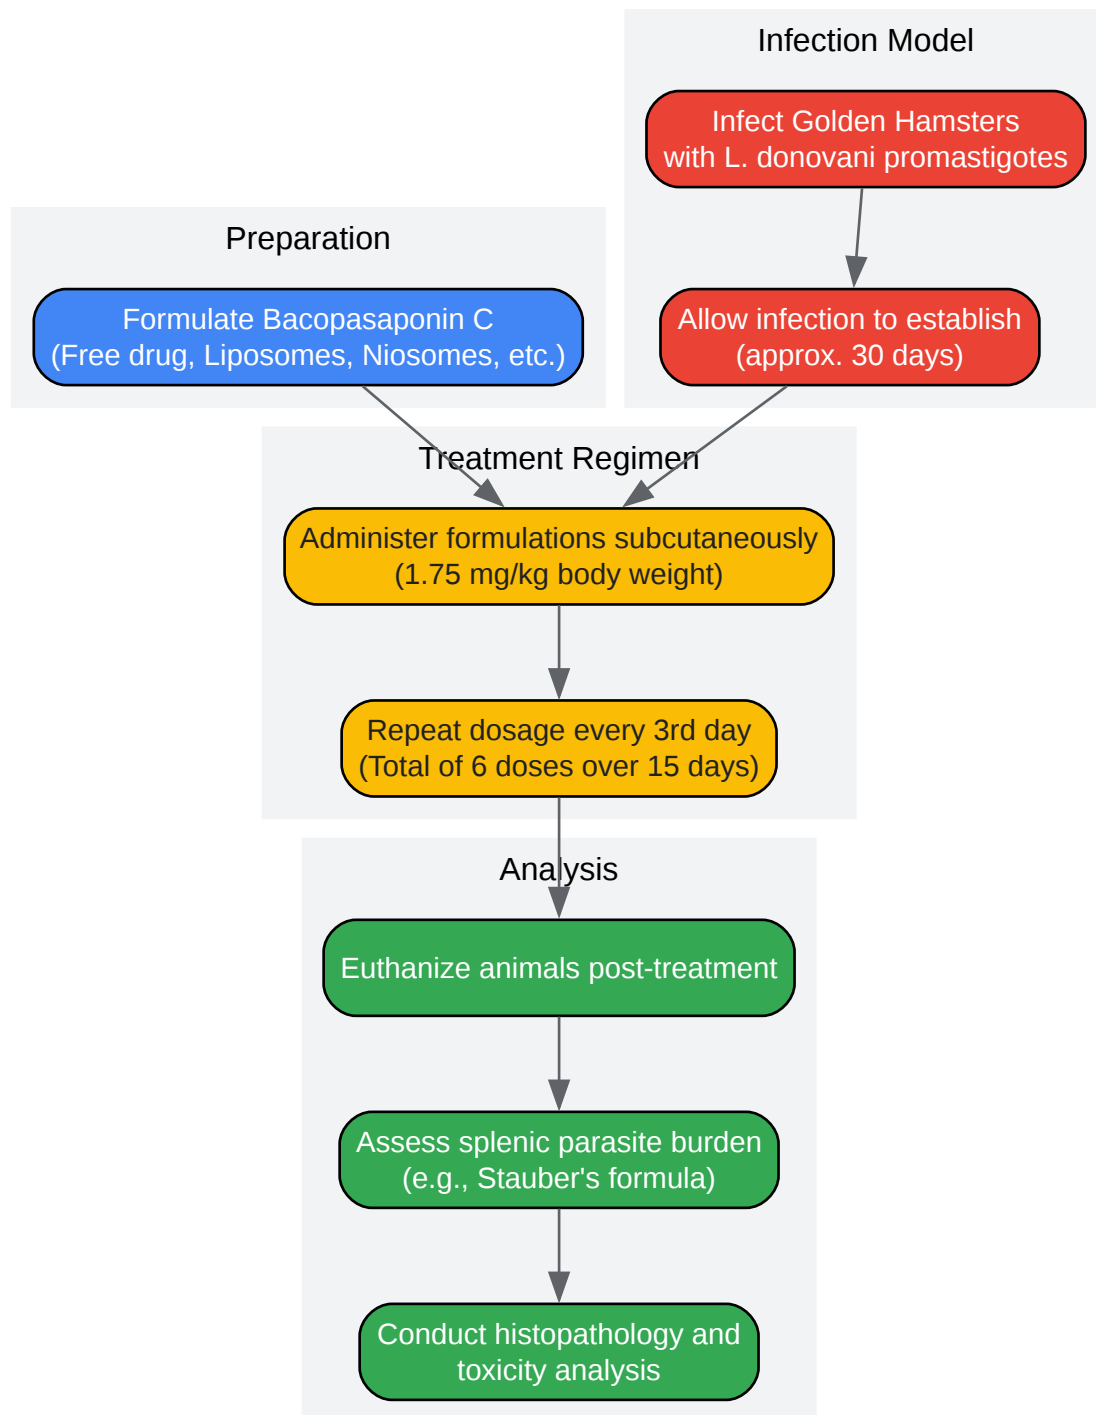 Infection Model
Infect Golden Hamsters
with L. donovani promastigotes
Preparation
Formulate Bacopasaponin C
(Free drug, Liposomes, Niosomes, etc.)
Allow infection to establish
(approx. 30 days)
Treatment Regimen
Administer formulations subcutaneously
(1.75 mg/kg body weight)
Repeat dosage every 3rd day
(Total of 6 doses over 15 days)
Analysis
Euthanize animals post-treatment
Assess splenic parasite burden
(e.g., Stauber's formula)
Conduct histopathology and
toxicity analysis